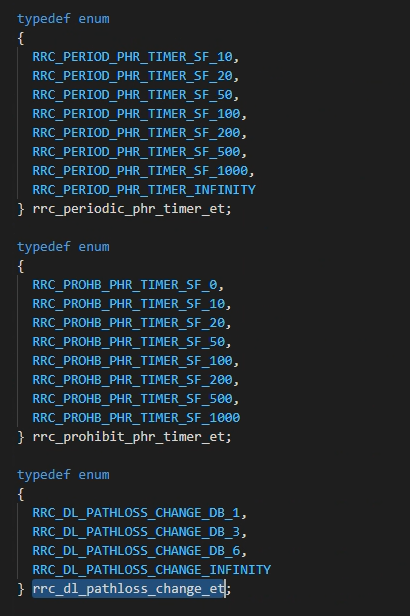 typedef enum
{
RRC_PERIOD_PHR_TIMER_SF_10,
RRC_PERIOD_PHR_TIMER_SF_20,
RRC_PERIOD_PHR_TIMER_SF_50,
RRC_PERIOD_PHR_TIMER_SF_100,
RRC_PERIOD_PHR_TIMER_SF_200,
RRC_PERIOD_PHR_TIMER_SF_500,
RRC_PERIOD_PHR_TIMER_SF_1000,
RRC_PERIOD_PHR_TIMER_INFINITY
} rrc_periodic_phr_timer_et;
typedef enum
{
RRC_PROHB_PHR_TIMER_SF_0,
RRC_PROHB_PHR_TIMER_SF_10,
RRC_PROHB_PHR_TIMER_SF_20,
RRC_PROHB_PHR_TIMER_SF_50,
RRC_PROHB_PHR_TIMER_SF_100,
RRC_PROHB_PHR_TIMER_SF_200,
RRC_PROHB_PHR_TIMER_SF_500,
RRC_PROHB_PHR_TIMER_SF_1000
} rrc_prohibit_phr_timer_et;
typedef enum
{
RRC_DL_PATHLOSS_CHANGE_DB_1,
RRC_DL_PATHLOSS_CHANGE_DB_3,
RRC_DL_PATHLOSS_CHANGE_DB_6,
RRC_DL_PATHLOSS_CHANGE_INFINITY
} rrc_dl_pathloss_change_et;